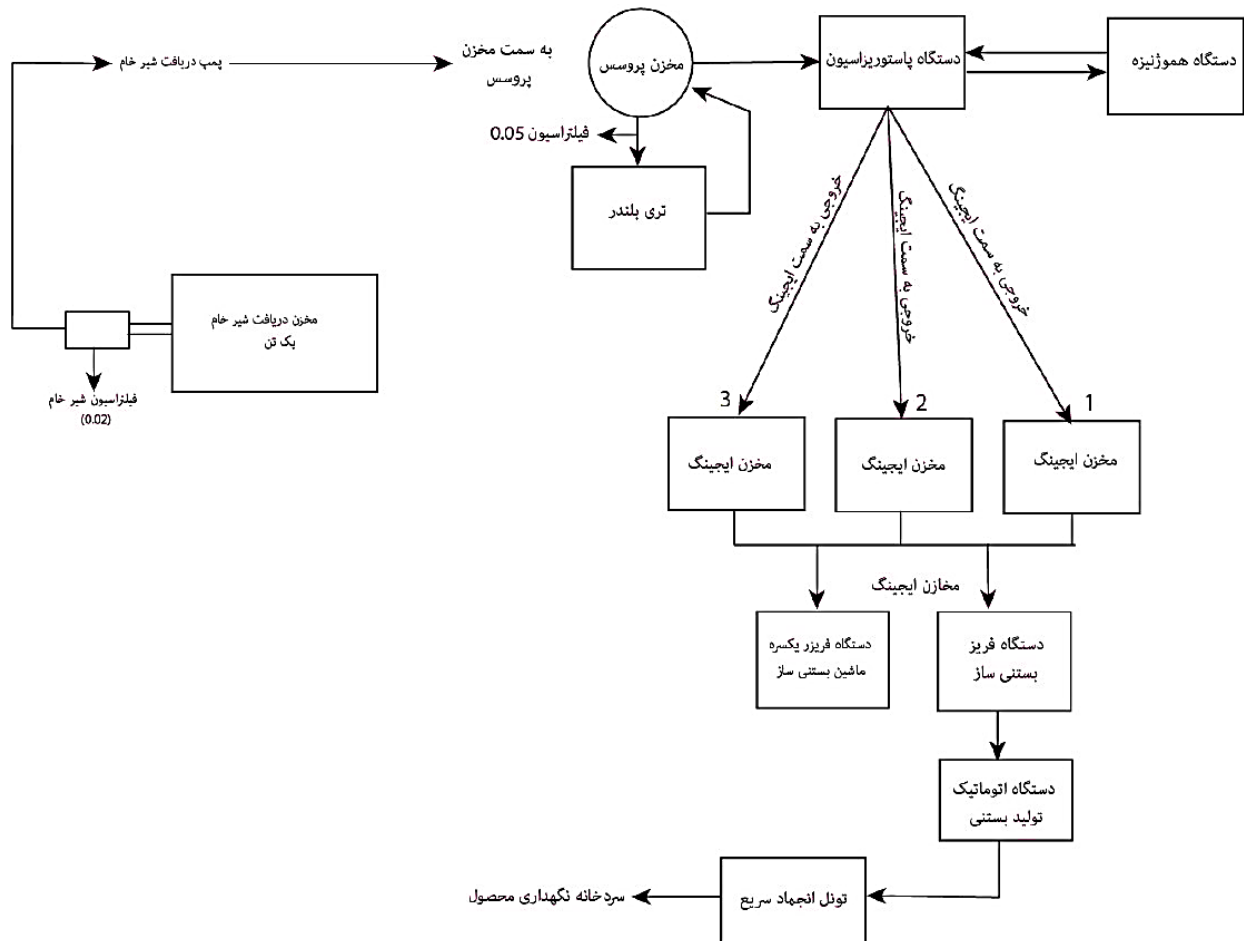 پمپ دریافت شیر خام
به سمت مخزن
پروسس
مخزن پروسس
دستگاه پاستوریزاسیون
دستگاه هموژنیزه
فیلتراسیون 0.05
تری بلندر
مخزن دریافت شیر خام
یک تن
فیلتراسیون شیر خام
(0.02)
خروجی به سمت ایجینگ
خروجی به سمت ایجینگ
خروجی به سمت ایجینگ
3
2
1
مخزن ایجینگ
مخزن ایجینگ
مخزن ایجینگ
مخازن ایجینگ
دستگاه فریزر یکسره
ماشین بستنی ساز
دستگاه فریز
بستنی ساز
دستگاه اتوماتیک
تولید بستنی
تونل انجماد سریع
سردخانه نگهداری محصول